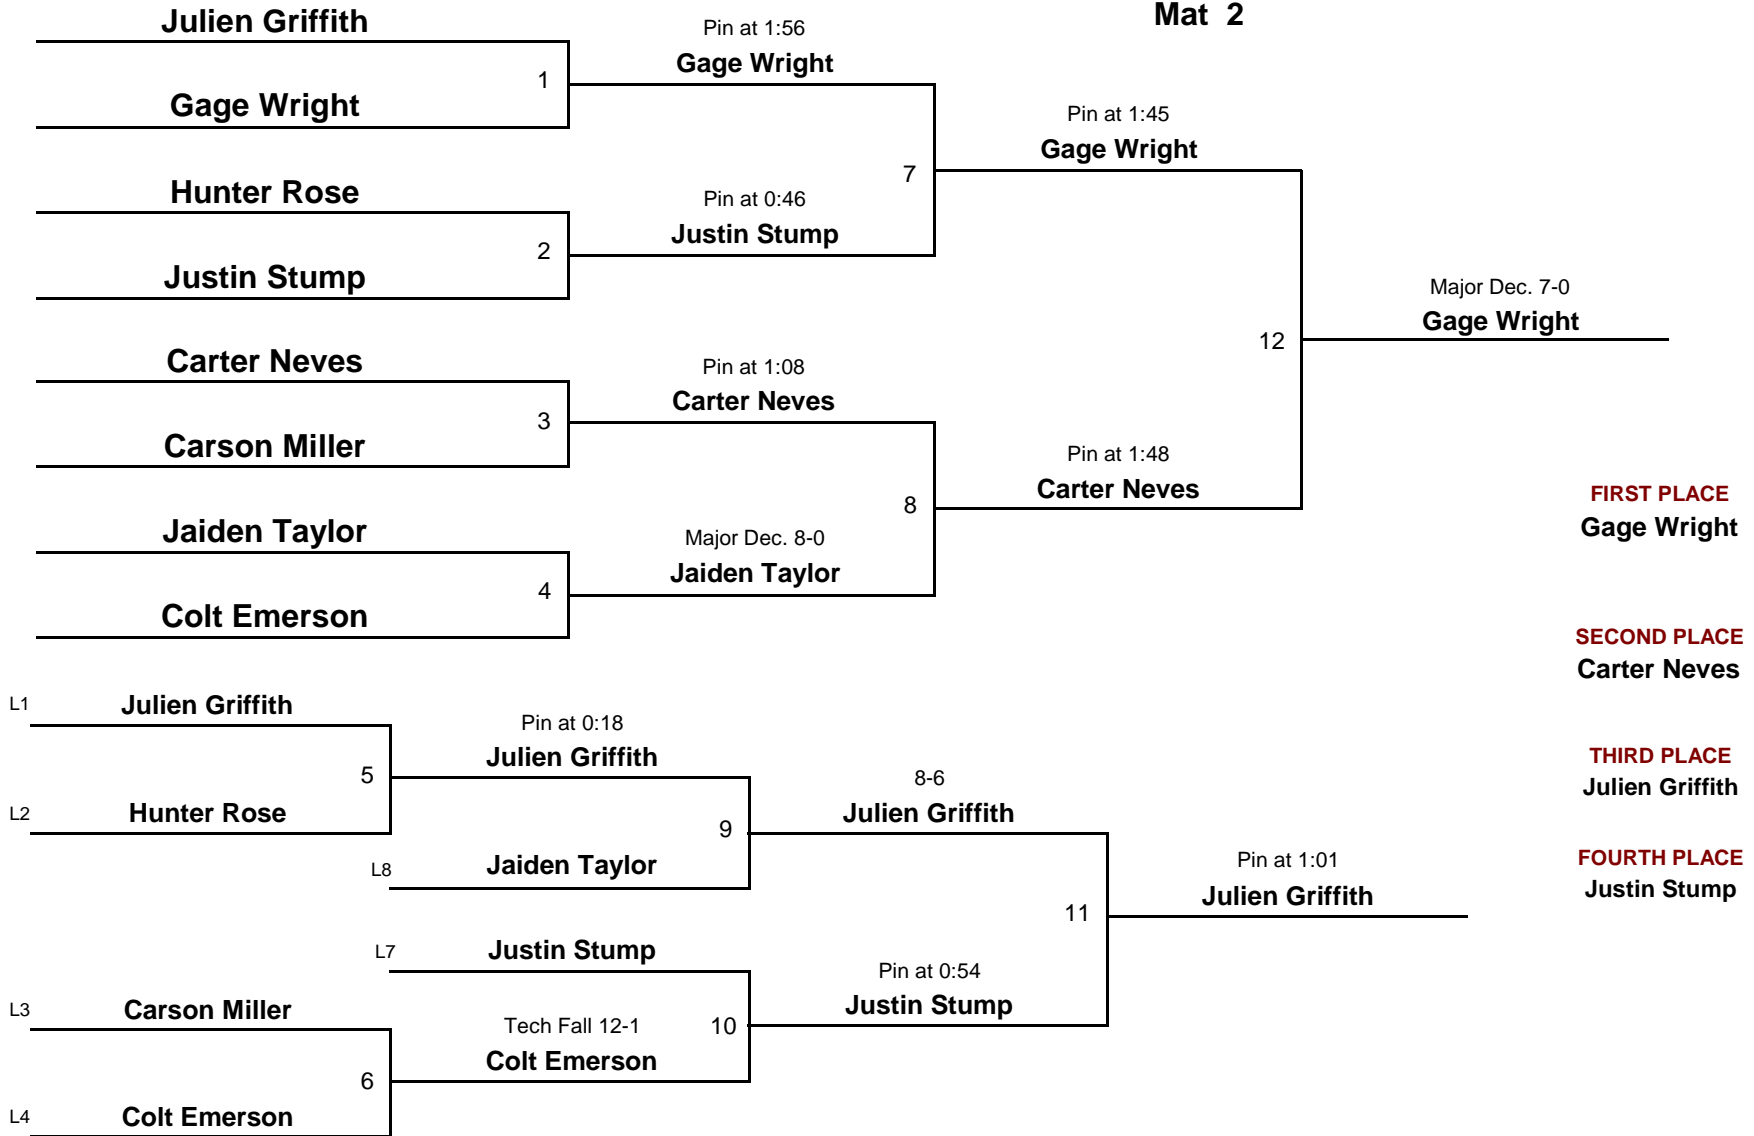 Mat 2
Julien Griffith
Gage Wright
1
Pin at 1:56
Gage Wright
Hunter Rose
Justin Stump
2
Pin at 0:46
Justin Stump
7
Pin at 1:45
Gage Wright
Carter Neves
Carson Miller
3
Pin at 1:08
Carter Neves
Jaiden Taylor
Colt Emerson
4
Major Dec. 8-0
Jaiden Taylor
8
Pin at 1:48
Carter Neves
12
Major Dec. 7-0
Gage Wright
FIRST PLACE
Gage Wright
SECOND PLACE
Carter Neves
THIRD PLACE
Julien Griffith
FOURTH PLACE
Justin Stump
L1
Julien Griffith
L2
Hunter Rose
5
Pin at 0:18
Julien Griffith
L8
Jaiden Taylor
9
8-6
Julien Griffith
L7
Justin Stump
L3
Carson Miller
L4
Colt Emerson
6
Tech Fall 12-1
Colt Emerson
10
Pin at 0:54
Justin Stump
11
Pin at 1:01
Julien Griffith